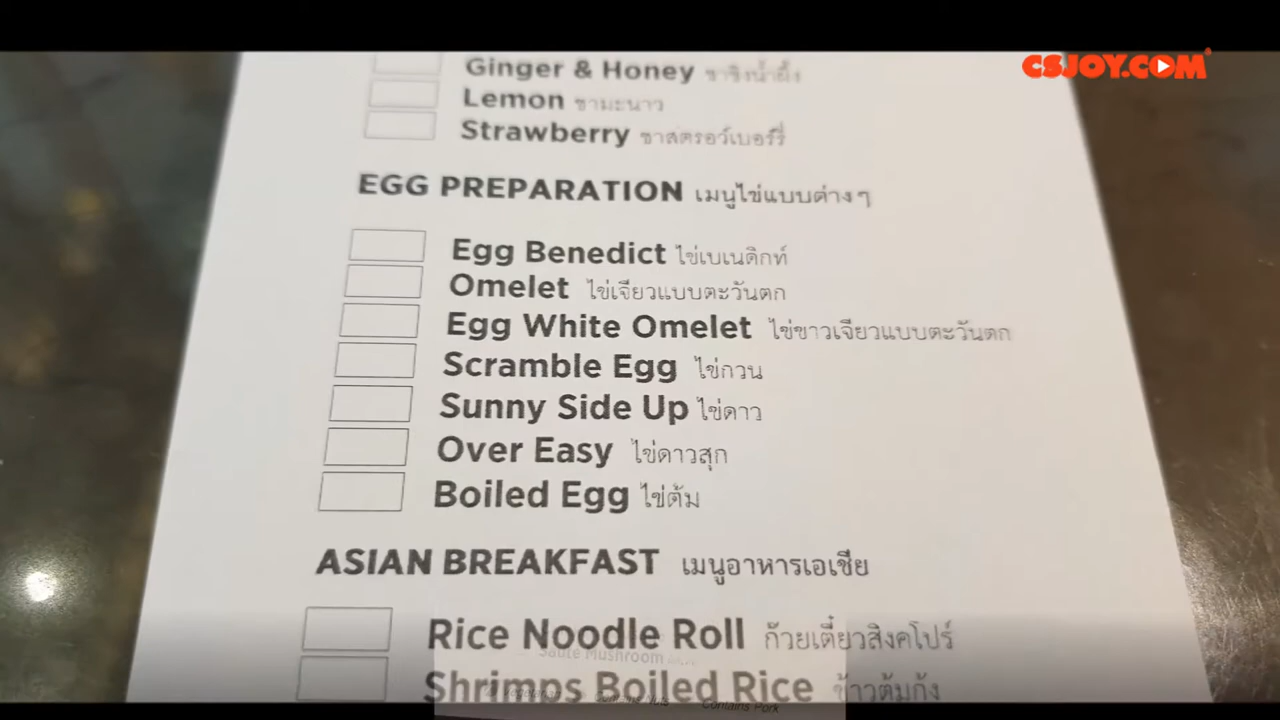 CSJOY.COM
Ginger & Honey ชาขิงน้ำผึ้ง
Lemon ชามะนาว
Strawberry ชาสตรอว์เบอร์รี่
EGG PREPARATION เมนูไข่แบบต่างๆ
Egg Benedict ไข่เบเนดิกท์
Omelet ไข่เจียวแบบตะวันตก
Egg White Omelet ไข่ขาวเจียวแบบตะวันตก
Scramble Egg ไข่กวน
Sunny Side Up ไข่ดาว
Over Easy ไข่ดาวสุก
Boiled Egg ไข่ต้ม
ASIAN BREAKFAST เมนูอาหารเอเชีย
Rice Noodle Roll ก๊วยเตี๋ยวสิงคโปร์
Saute Mushroom
Shrimps Boiled Rice ข้าวต้มกุ้ง
Vegetarian Contains Nuts Contains Pork